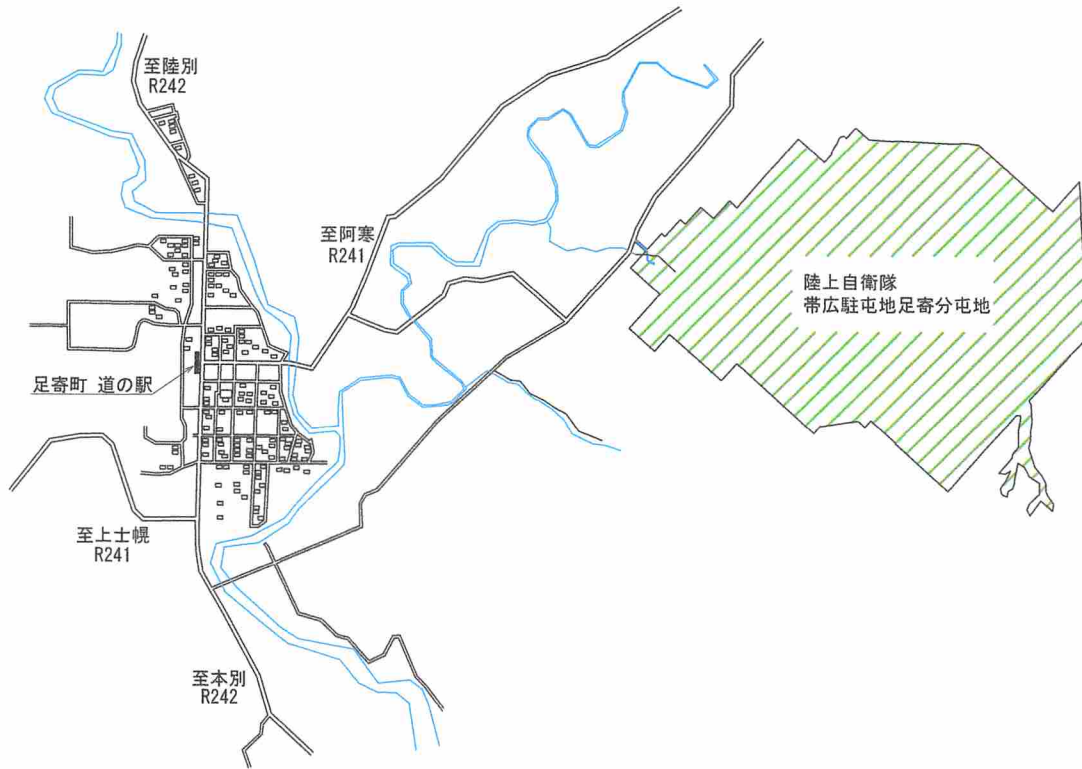 至陸別
R242
至阿寒
R241
陸上自衛隊
帯広駐屯地足寄分屯地
足寄町 道の駅
至上士幌
R241
至本別
R242